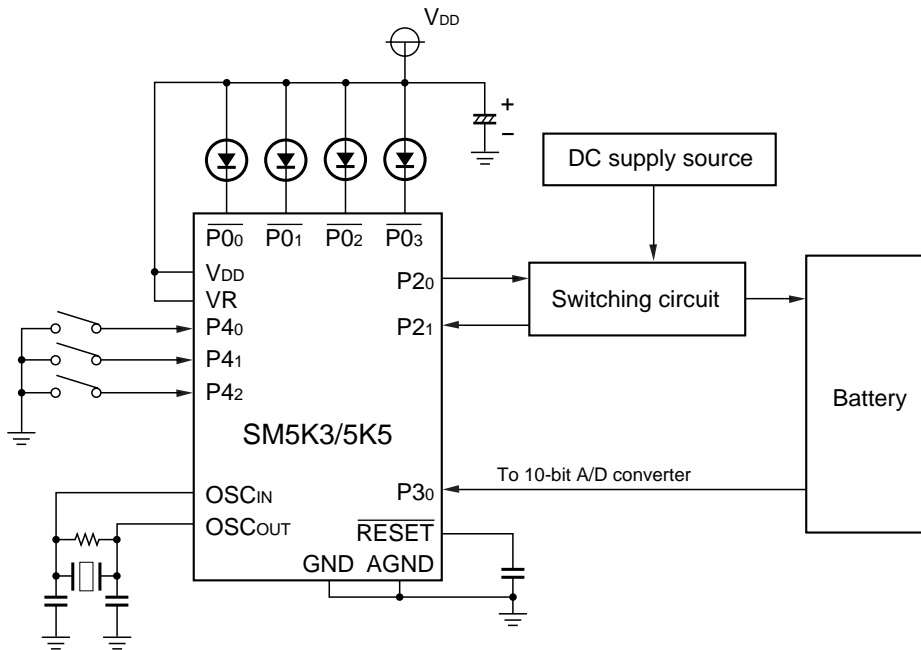 VDD
+
−
DC supply source
P00 P01 P02 P03
VDD
VR
P40
P41
P42
P20
P21
Switching circuit
Battery
SM5K3/5K5
To 10-bit A/D converter
OSCIN
OSCOUT
P30
RESET
GND AGND